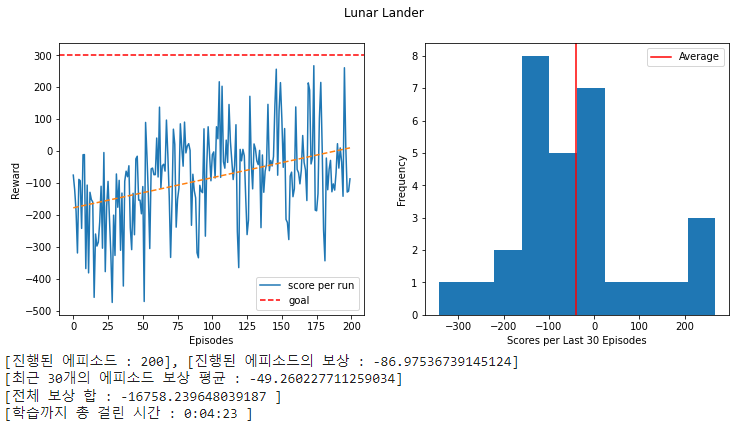 Lunar Lander
300
200
100
0
−100
−200
−300
−400
−500
Reward
score per run
goal
0 25 50 75 100 125 150 175 200
Episodes
8
7
6
5
4
3
2
1
0
Frequency
Average
−300 −200 −100 0 100 200
Scores per Last 30 Episodes
[진행된 에피소드 : 200], [진행된 에피소드의 보상 : -86.97536739145124]
[최근 30개의 에피소드 보상 평균 : -49.260227711259034]
[전체 보상 합 : -16758.239648039187 ]
[학습까지 총 걸린 시간 : 0:04:23 ]